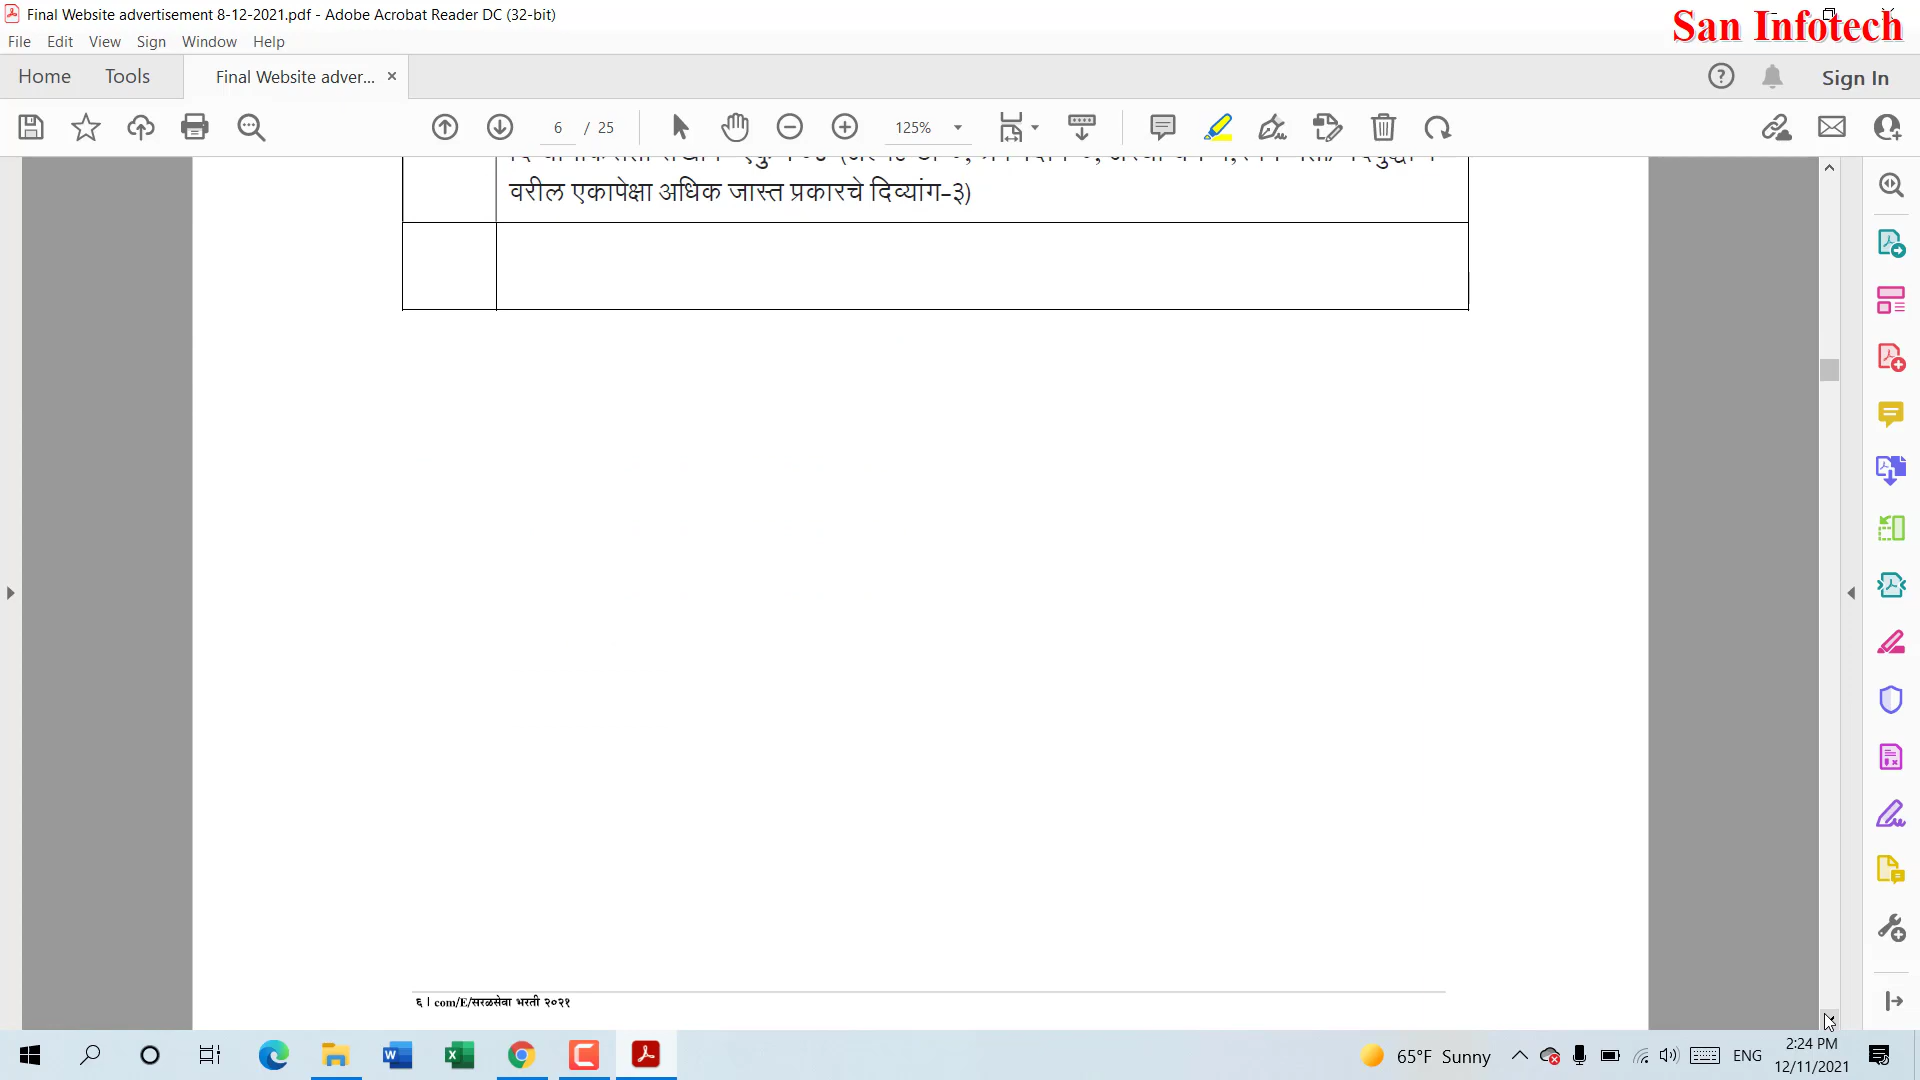 Final Website advertisement 8-12-2021.pdf - Adobe Acrobat Reader DC (32-bit)
San Infotech
File Edit View Sign Window Help
Home Tools Final Website adver... ×
Sign In
6 / 25 125%
वरील एकापेक्षा अधिक जास्त प्रकारचे दिव्यांग-३)
६ | com/E/सरळसेवा भरती २०२१
65°F Sunny
ENG
2:24 PM
12/11/2021